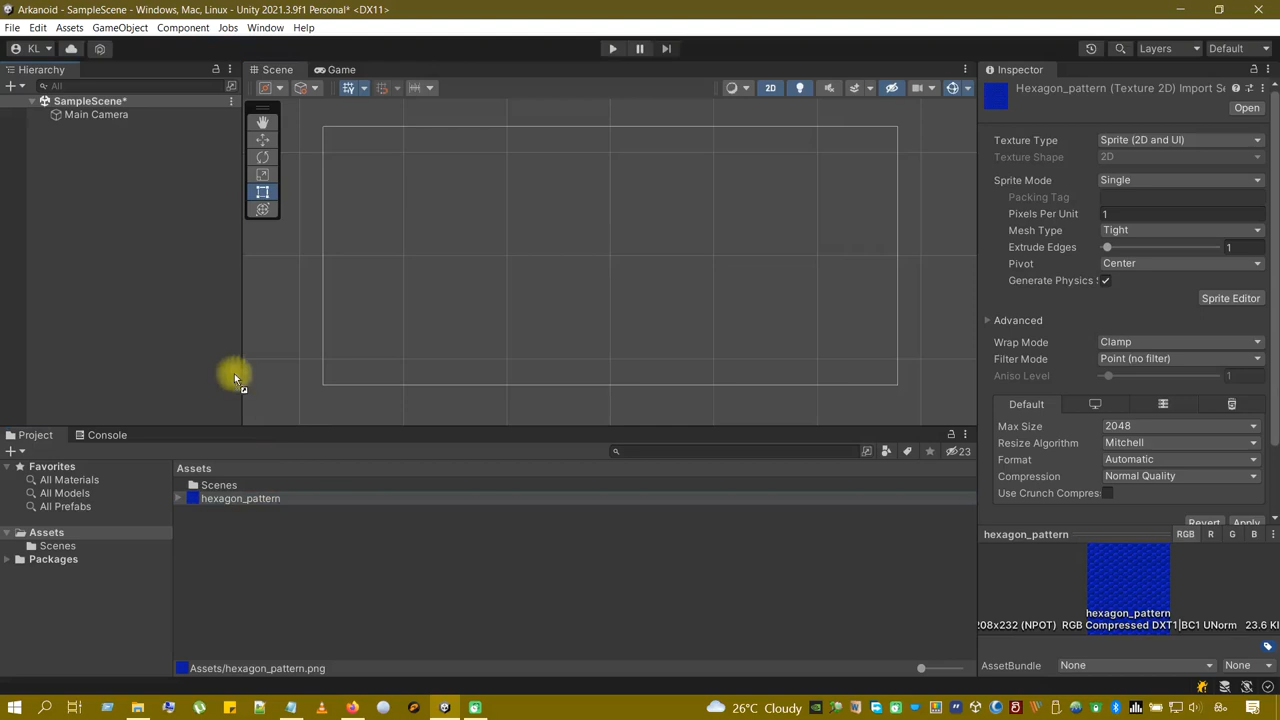 Arkanoid - SampleScene - Windows, Mac, Linux - Unity 2021.3.9f1 Personal* <DX11>
File Edit Assets GameObject Component Jobs Window Help
KL Layers Default
Hierarchy Scene Game Inspector
All
SampleScene*
Main Camera
2D
Hexagon_pattern (Texture 2D) Import Se
Open
Texture Type Sprite (2D and UI)
Texture Shape 2D
Sprite Mode Single
Packing Tag
Pixels Per Unit 1
Mesh Type Tight
Extrude Edges 1
Pivot Center
Generate Physics S
Sprite Editor
Advanced
Wrap Mode Clamp
Filter Mode Point (no filter)
Aniso Level 1
Default
Max Size 2048
Resize Algorithm Mitchell
Format Automatic
Compression Normal Quality
Use Crunch Compres
Revert Apply
Project Console
23
Favorites
All Materials
All Models
All Prefabs
Assets
Scenes
Packages
Assets
Scenes
hexagon_pattern
Assets/hexagon_pattern.png
hexagon_pattern RGB R G B
hexagon_pattern
208x232 (NPOT) RGB Compressed DXT1|BC1 UNorm 23.6 KI
AssetBundle None None
26°C Cloudy